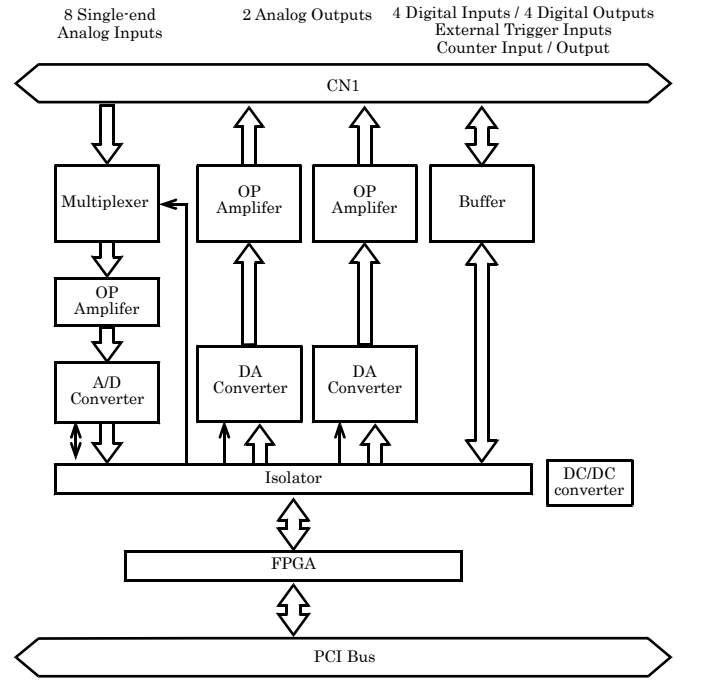 8 Single-end
Analog Inputs
2 Analog Outputs
4 Digital Inputs / 4 Digital Outputs
External Trigger Inputs
Counter Input / Output
CN1
Multiplexer
OP
Amplifer
OP
Amplifer
Buffer
OP
Amplifer
A/D
Converter
DA
Converter
DA
Converter
Isolator
DC/DC
converter
FPGA
PCI Bus